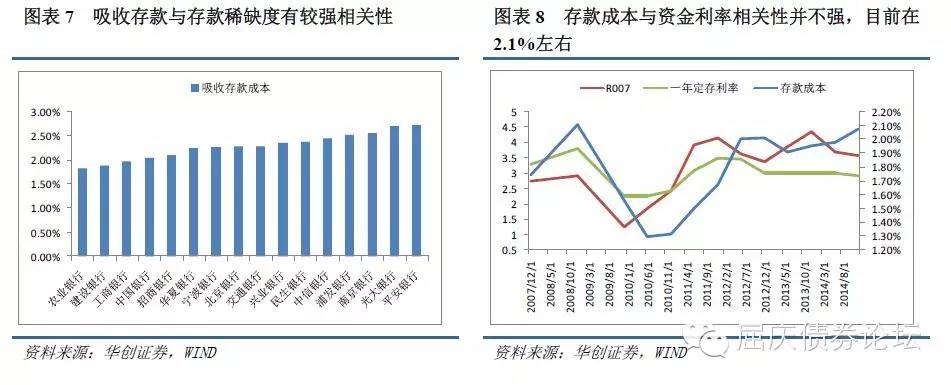 图表 7 吸收存款与存款稀缺度有较强相关性
吸收存款成本
3.00%
2.50%
2.00%
1.50%
1.00%
0.50%
0.00%
农业银行
建设银行
工商银行
中国银行
招商银行
华夏银行
宁波银行
北京银行
交通银行
兴业银行
民生银行
中信银行
浦发银行
南京银行
光大银行
平安银行
资料来源：华创证券，WIND
图表 8 存款成本与资金利率相关性并不强，目前在
2.1%左右
R007 一年定存利率 存款成本
5
4.5
4
3.5
3
2.5
2
1.5
1
0.5
2.20%
2.10%
2.00%
1.90%
1.80%
1.70%
1.60%
1.50%
1.40%
1.30%
1.20%
2007/12/1
2008/5/1
2008/10/1
2009/3/1
2009/8/1
2010/1/1
2010/6/1
2010/11/1
2011/4/1
2011/9/1
2012/2/1
2012/7/1
2012/12/1
2013/5/1
2013/10/1
2014/3/1
2014/8/1
资料来源：华创证券，WIND
屈庆债券论坛